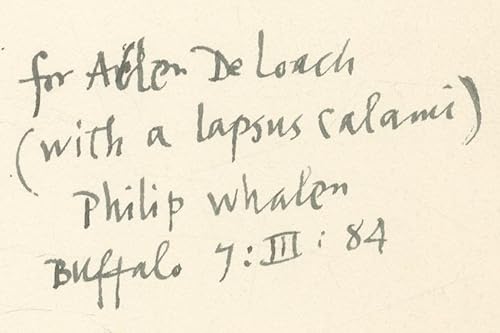 for Allen De Loach
(with a lapsus calami)
Philip Whalen
Buffalo 7:III:84